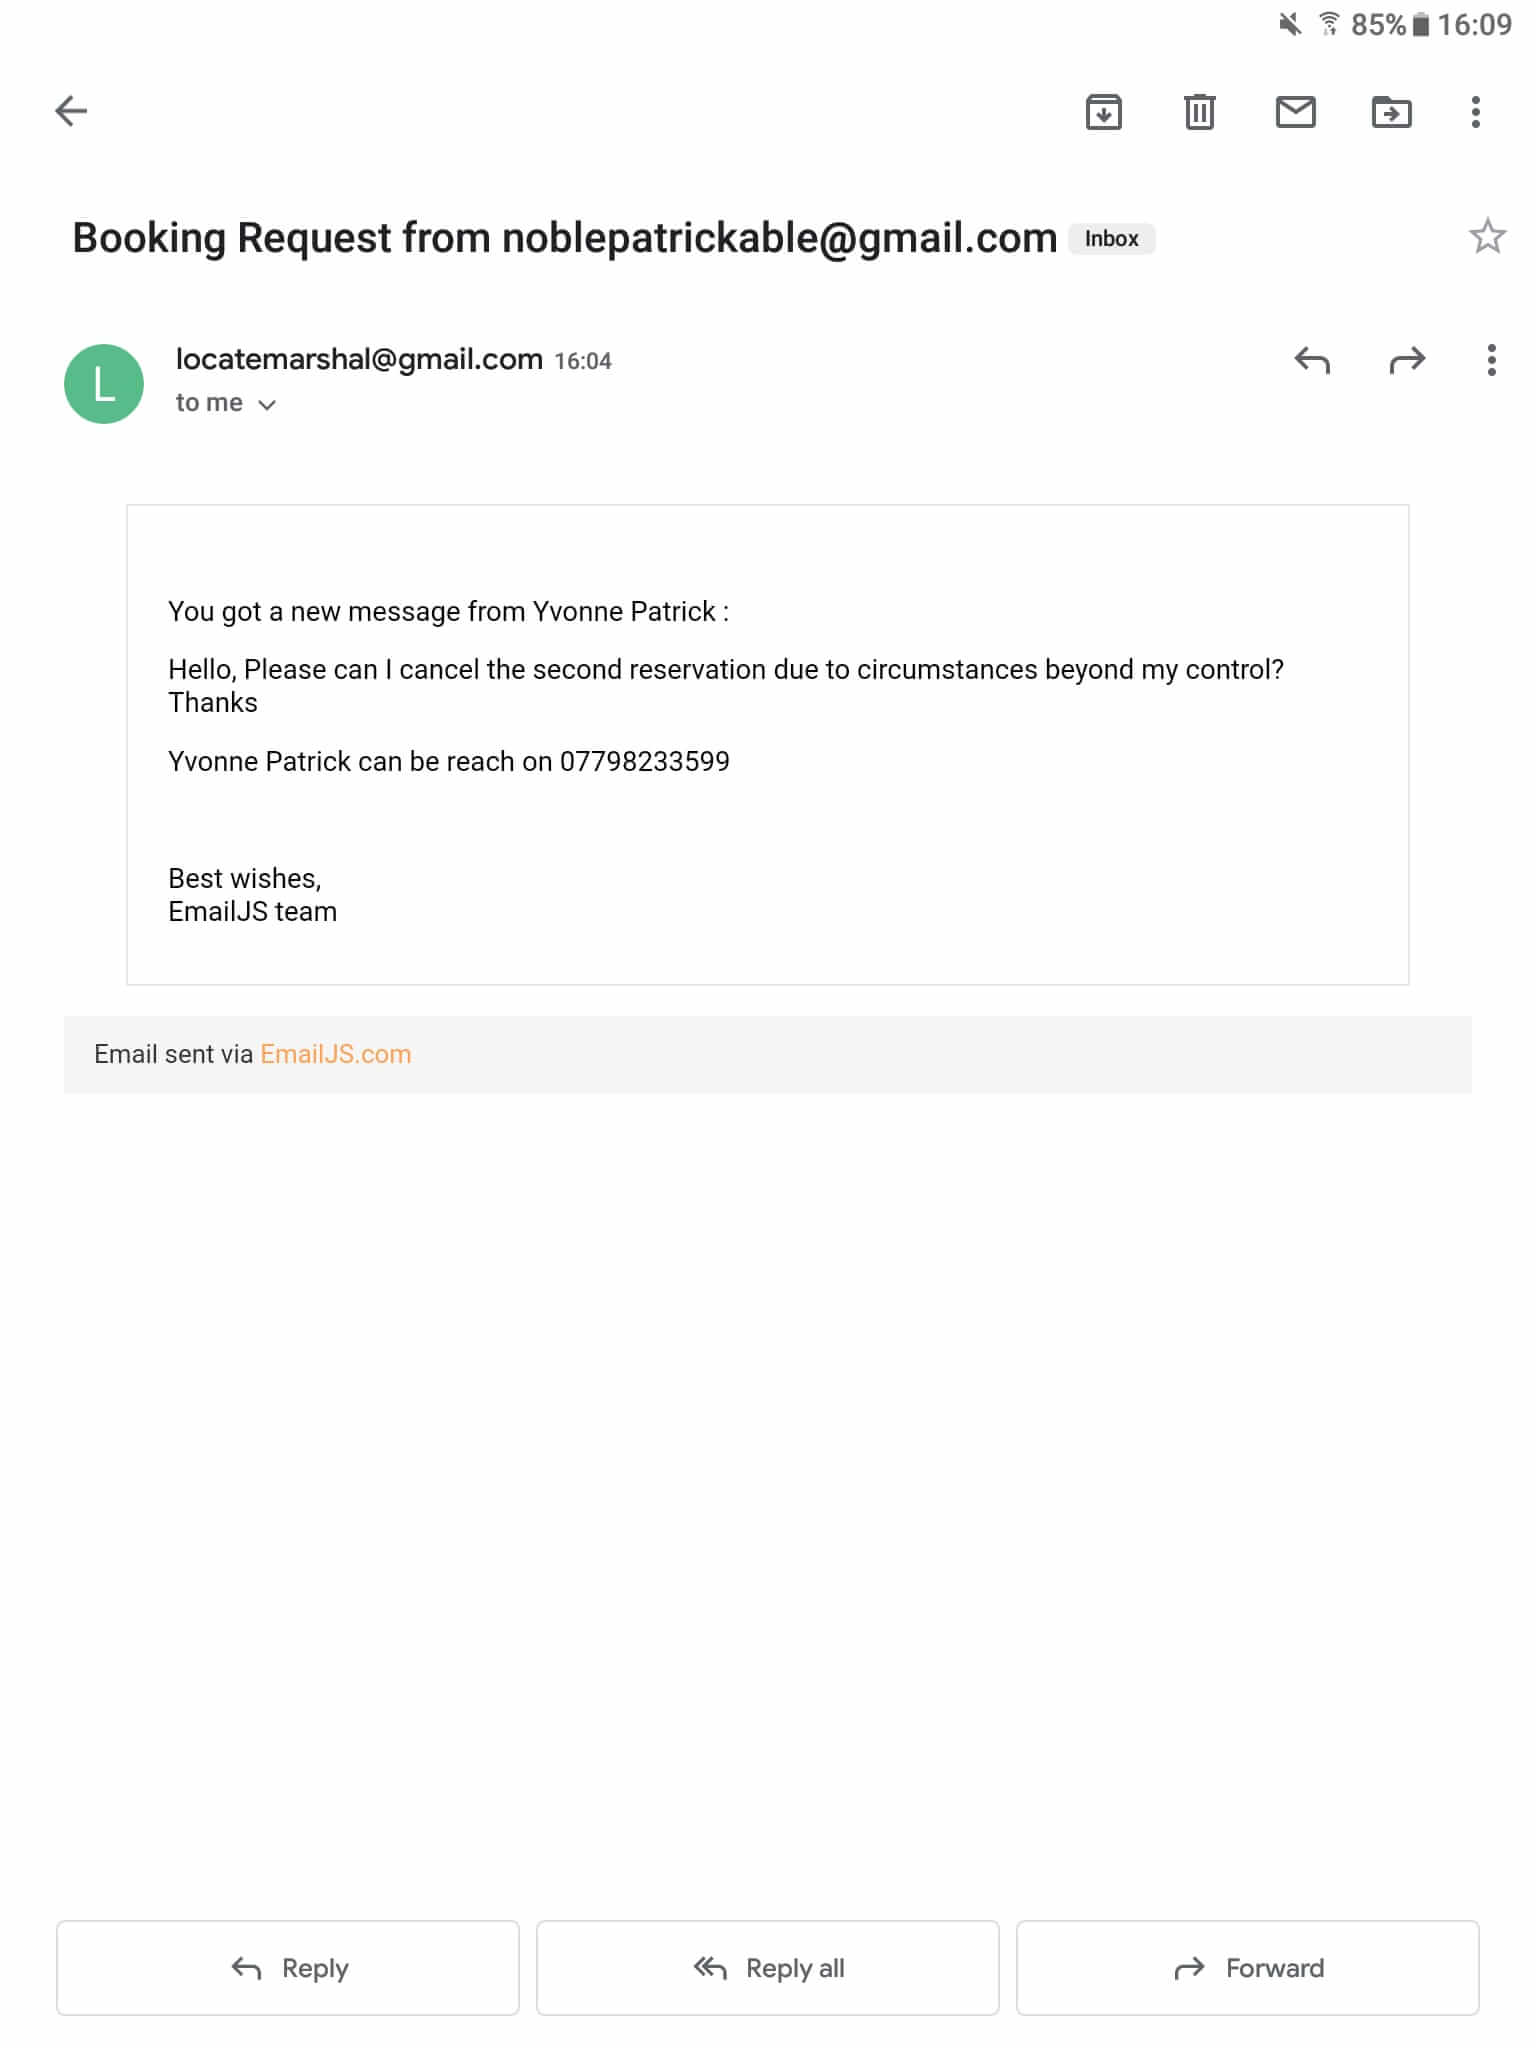 85% 16:09
Booking Request from noblepatrickable@gmail.com Inbox
L
locatemarshal@gmail.com 16:04
to me
You got a new message from Yvonne Patrick :
Hello, Please can I cancel the second reservation due to circumstances beyond my control?
Thanks
Yvonne Patrick can be reach on 07798233599
Best wishes,
EmailJS team
Email sent via EmailJS.com
Reply
Reply all
Forward